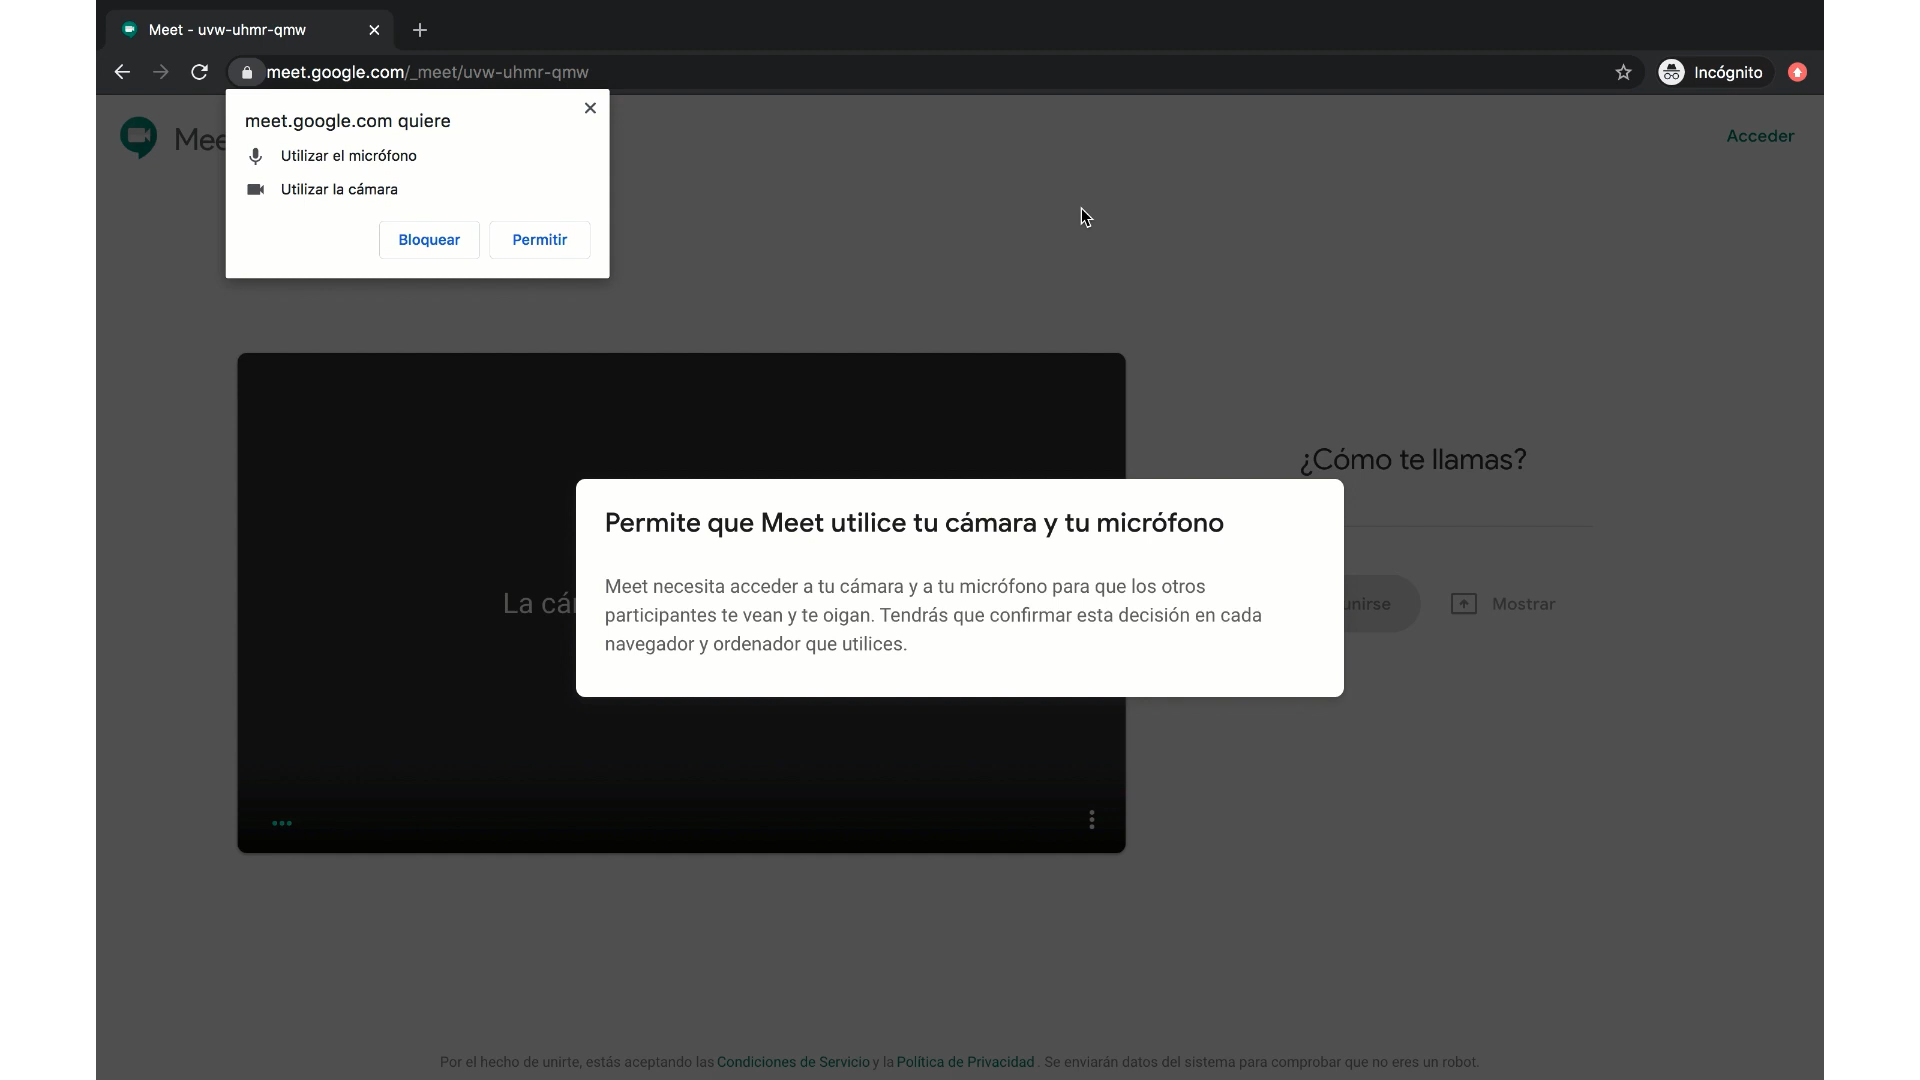 Meet - uvw-uhmr-qmw
meet.google.com/_meet/uvw-uhmr-qmw
Incógnito
meet.google.com quiere
Utilizar el micrófono
Utilizar la cámara
Bloquear
Permitir
Acceder
¿Cómo te llamas?
Permite que Meet utilice tu cámara y tu micrófono
Meet necesita acceder a tu cámara y a tu micrófono para que los otros
participantes te vean y te oigan. Tendrás que confirmar esta decisión en cada
navegador y ordenador que utilices.
La
Mostrar
Por el hecho de unirte, estás aceptando las Condiciones de Servicio y la Política de Privacidad. Se enviarán datos del sistema para comprobar que no eres un robot.